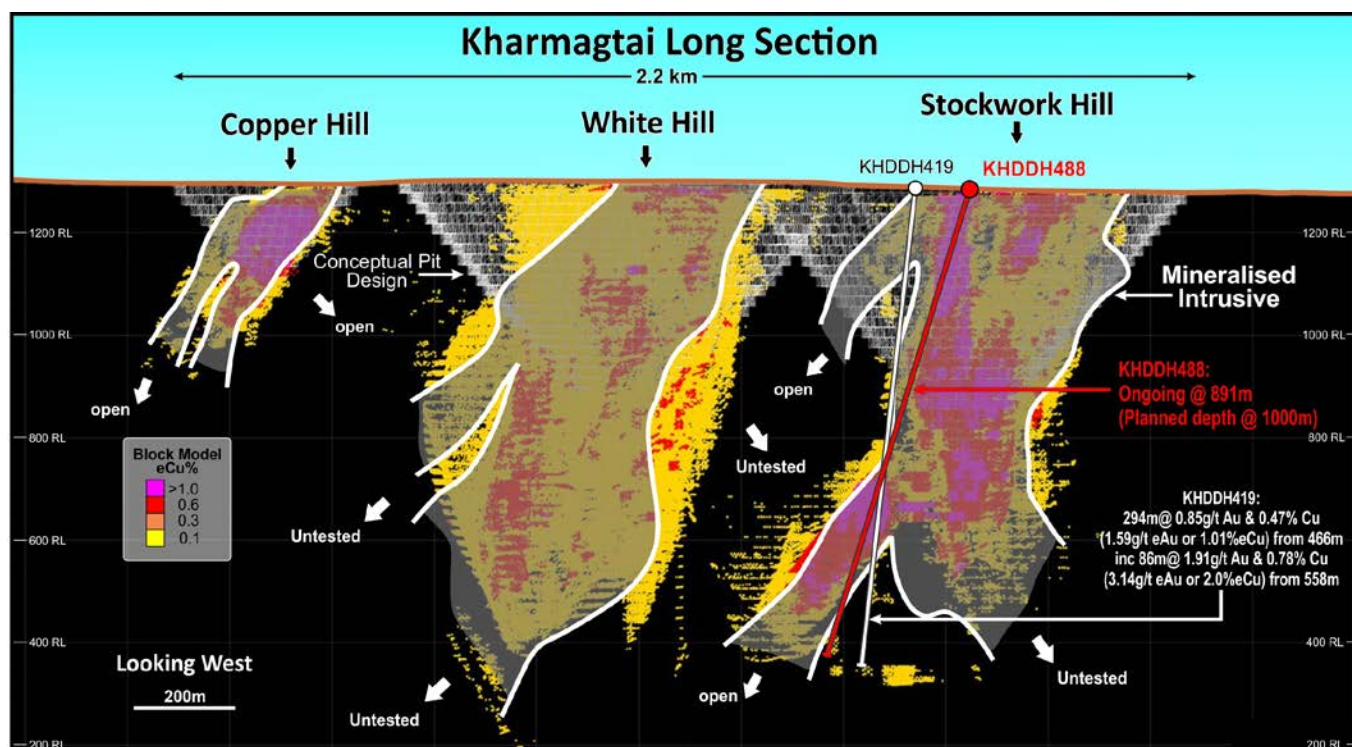 Kharmagtai Long Section
2.2 km
Copper Hill
White Hill
Stockwork Hill
KHDDH419
KHDDH488
1200 RL
1200 RL
Conceptual Pit
Design
Mineralised
Intrusive
open
1000 RL
1000 RL
open
open
KHDDH488:
Ongoing @ 891m
(Planned depth @ 1000m)
800 RL
800 RL
Block Model
eCu%
>1.0
0.6
0.3
0.1
Untested
Untested
KHDDH419:
294m@ 0.85g/t Au & 0.47% Cu
(1.59g/t eAu or 1.01%eCu) from 466m
inc 86m@ 1.91g/t Au & 0.78% Cu
(3.14g/t eAu or 2.0%eCu) from 558m
600 RL
600 RL
400 RL
400 RL
Looking West
200m
Untested
open
Untested
200 RL
200 RL